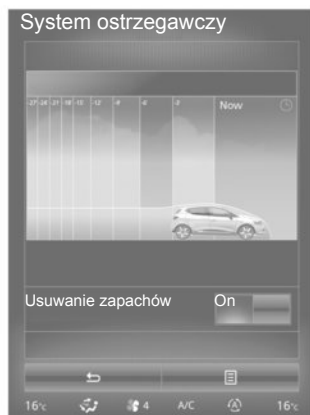 System ostrzegawczy
-27 -24 -21 -18 -15 -12 -9 -6 -3 Now
Usuwanie zapachów On
16°c 4 A/C 16°c